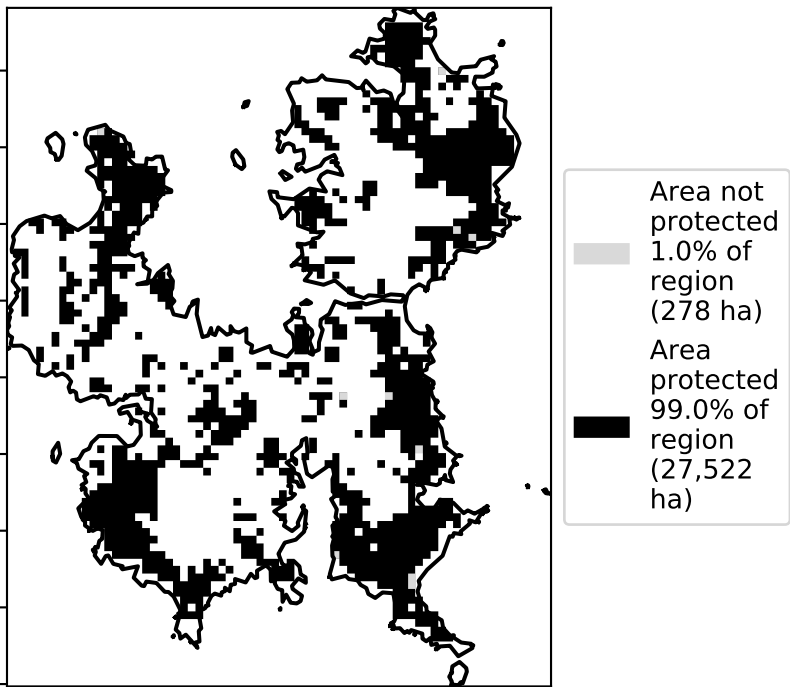 Area not
protected
1.0% of
region
(278 ha)
Area
protected
99.0% of
region
(27,522
ha)